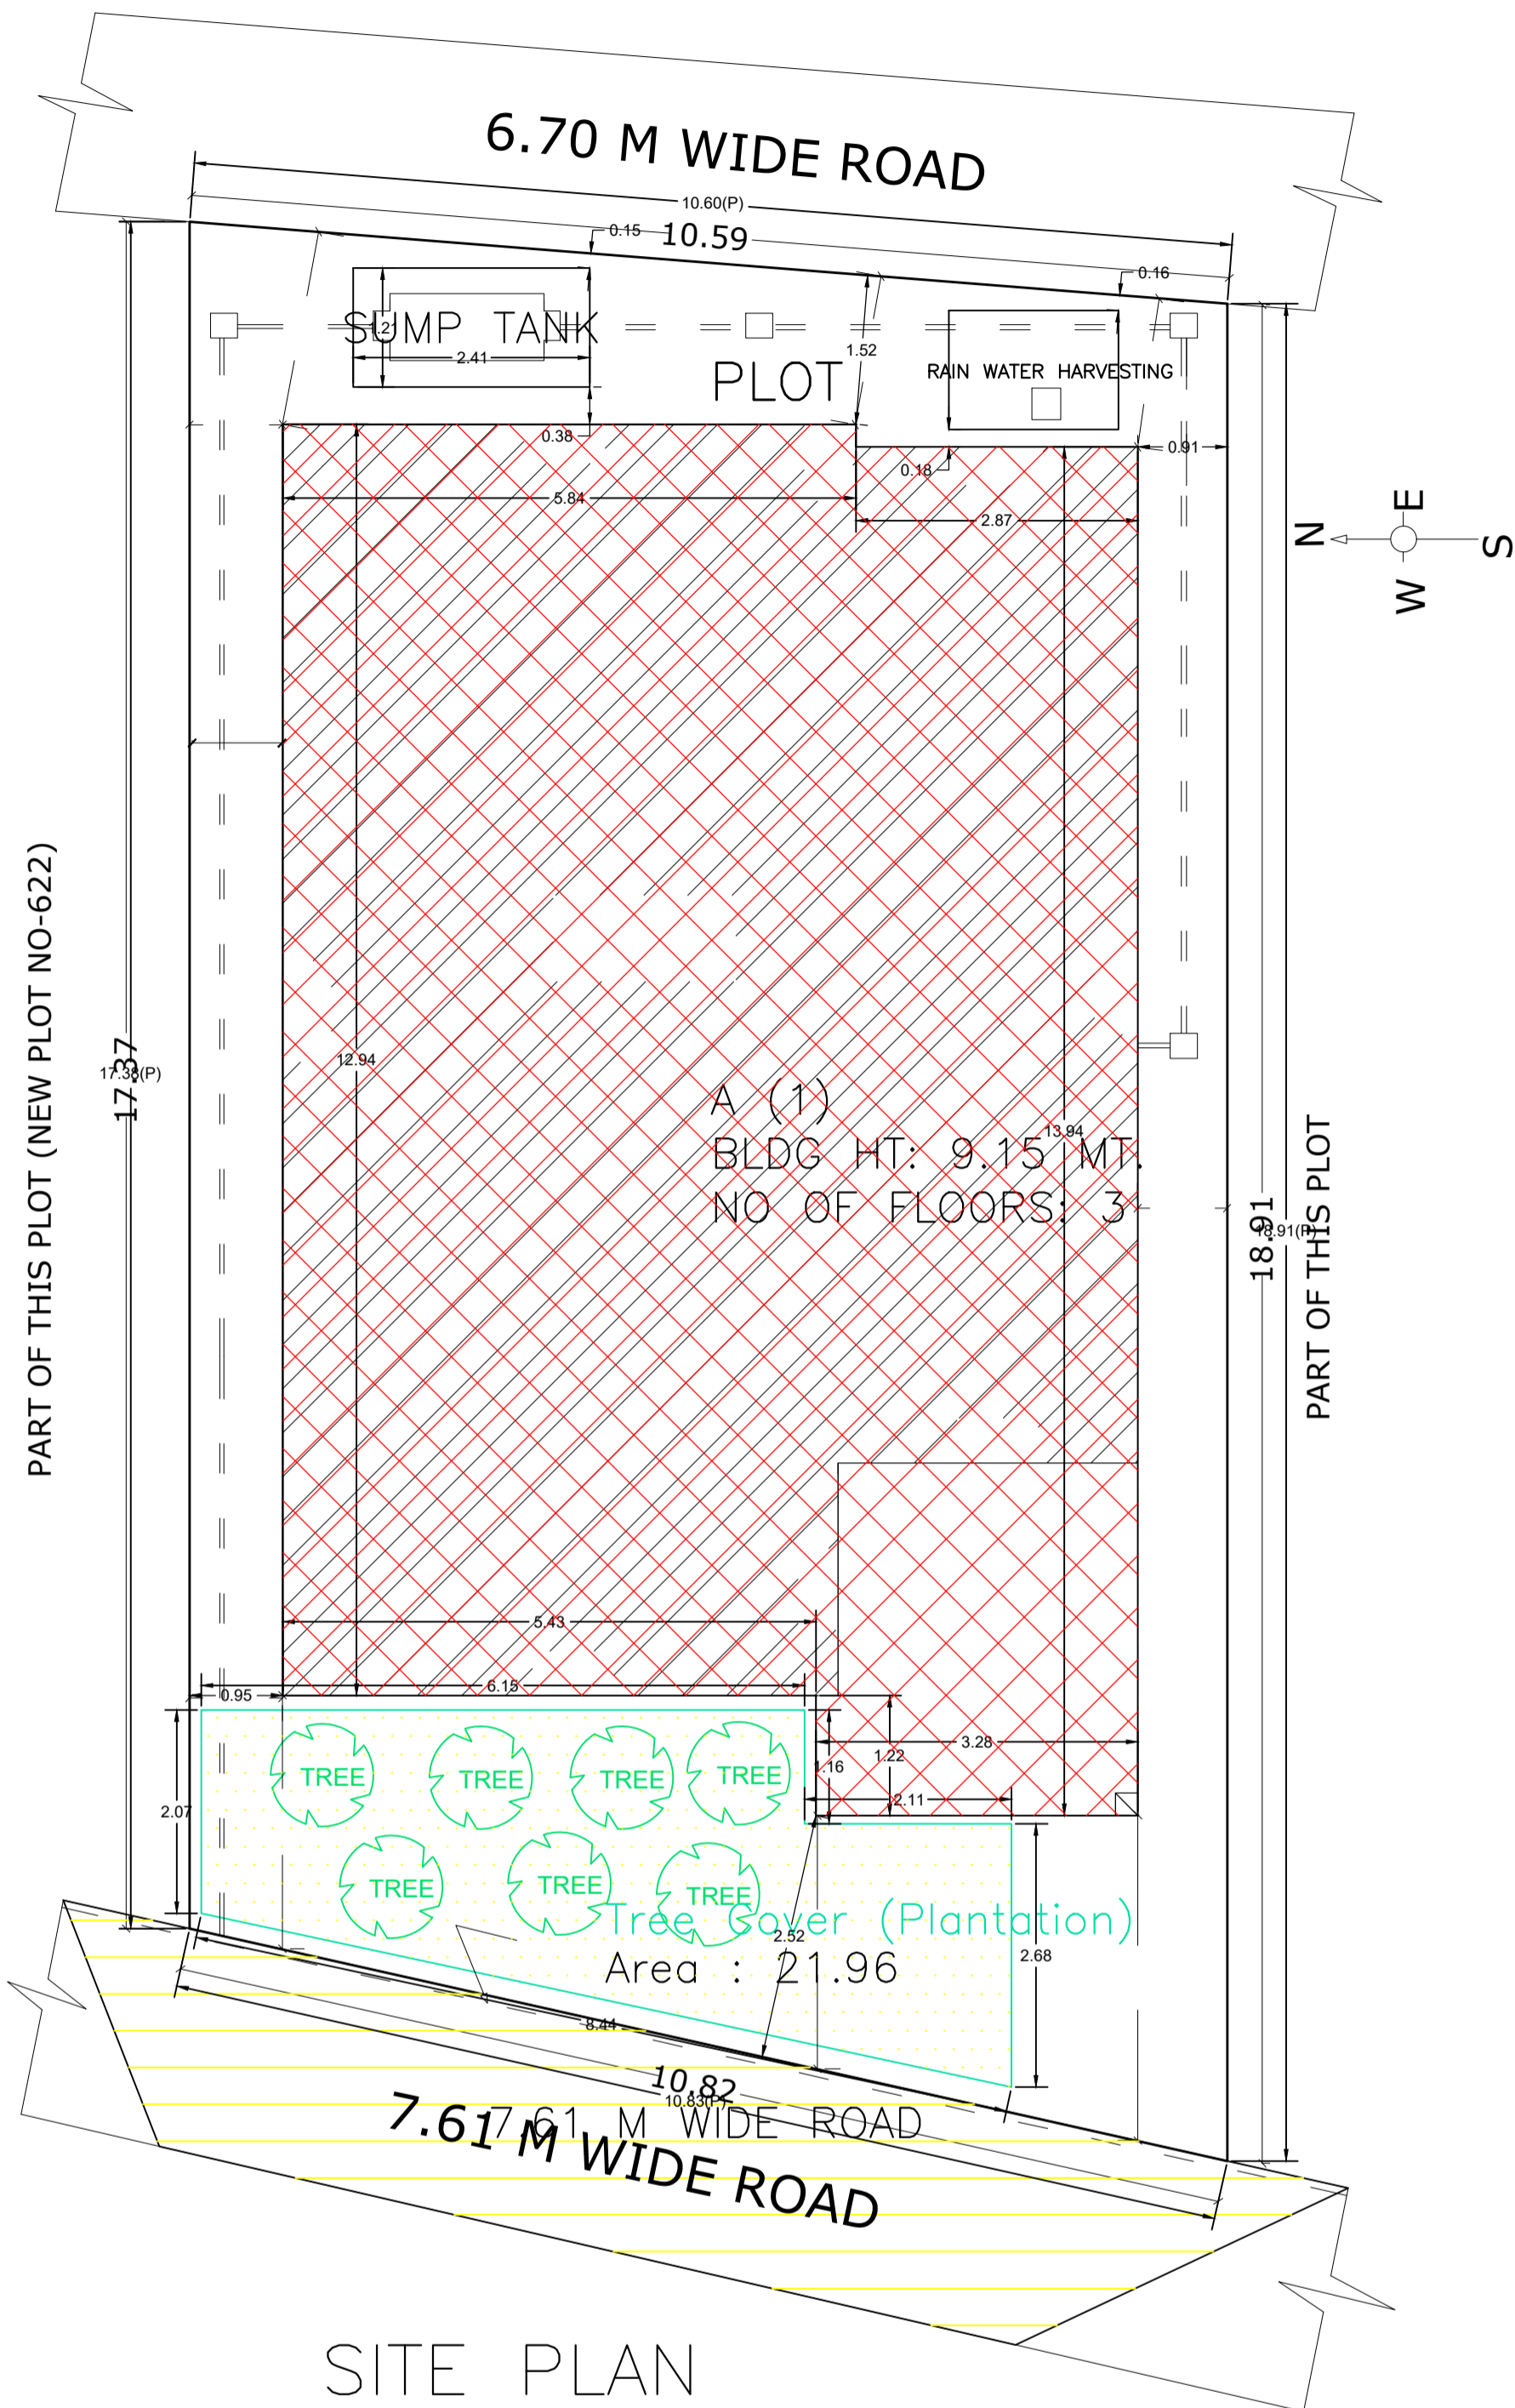 6.70 M WIDE ROAD
10.60(P)
0.15
10.59
0.16
SUMP TANK
1.21
2.41
1.52
PLOT
RAIN WATER HARVESTING
0.38
0.18
0.91
5.84
2.87
E
N
S
W
PART OF THIS PLOT (NEW PLOT NO-622)
17.37
17.38(P)
12.94
A (1)
13.94
BLDG HT: 9.15 MT.
NO OF FLOORS: 3
18.91
18.91(P)
PART OF THIS PLOT
5.43
6.15
0.95
3.28
1.22
1.16
2.11
2.07
TREE
TREE
TREE
TREE
TREE
TREE
TREE
Tree Cover (Plantation)
2.52
2.68
Area : 21.96
8.44
10.82
10.83(P)
7.61 M WIDE ROAD
7.61 M WIDE ROAD
SITE PLAN